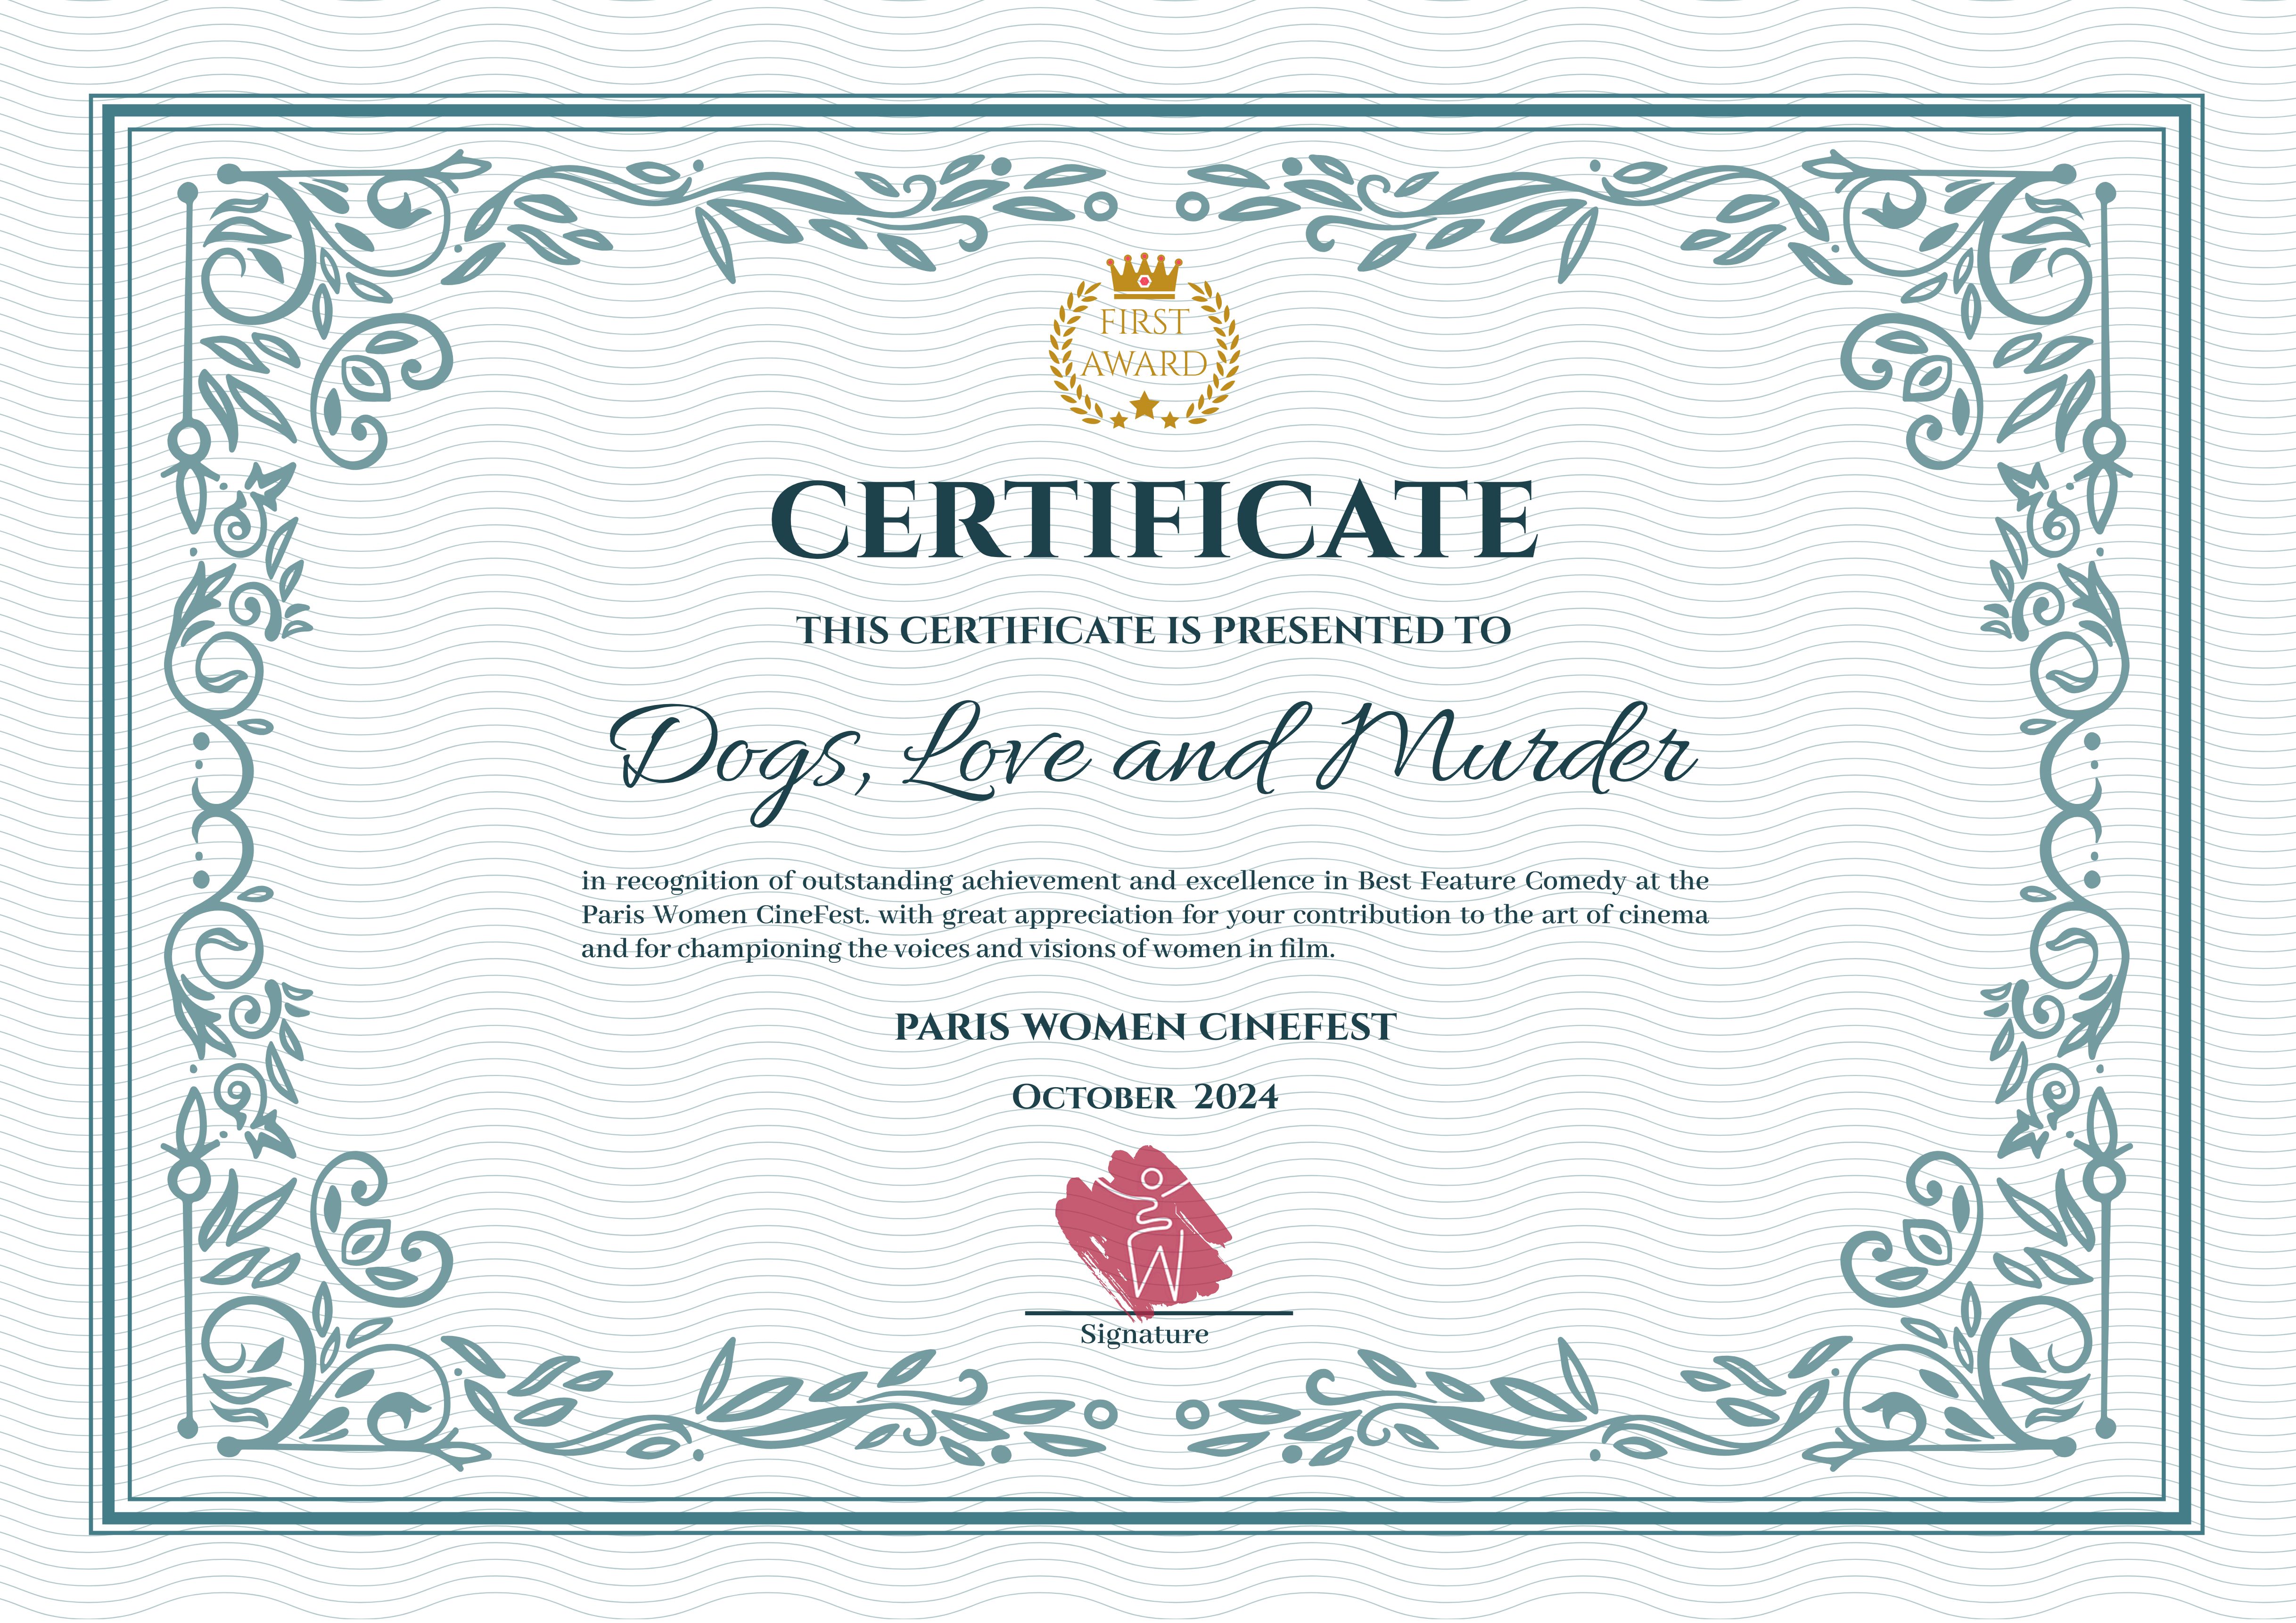 FIRST
AWARD
CERTIFICATE
THIS CERTIFICATE IS PRESENTED TO
Dogs, Love and Murder
in recognition of outstanding achievement and excellence in Best Feature Comedy at the
Paris Women CineFest. with great appreciation for your contribution to the art of cinema
and for championing the voices and visions of women in film.
PARIS WOMEN CINEFEST
October 2024
Signature